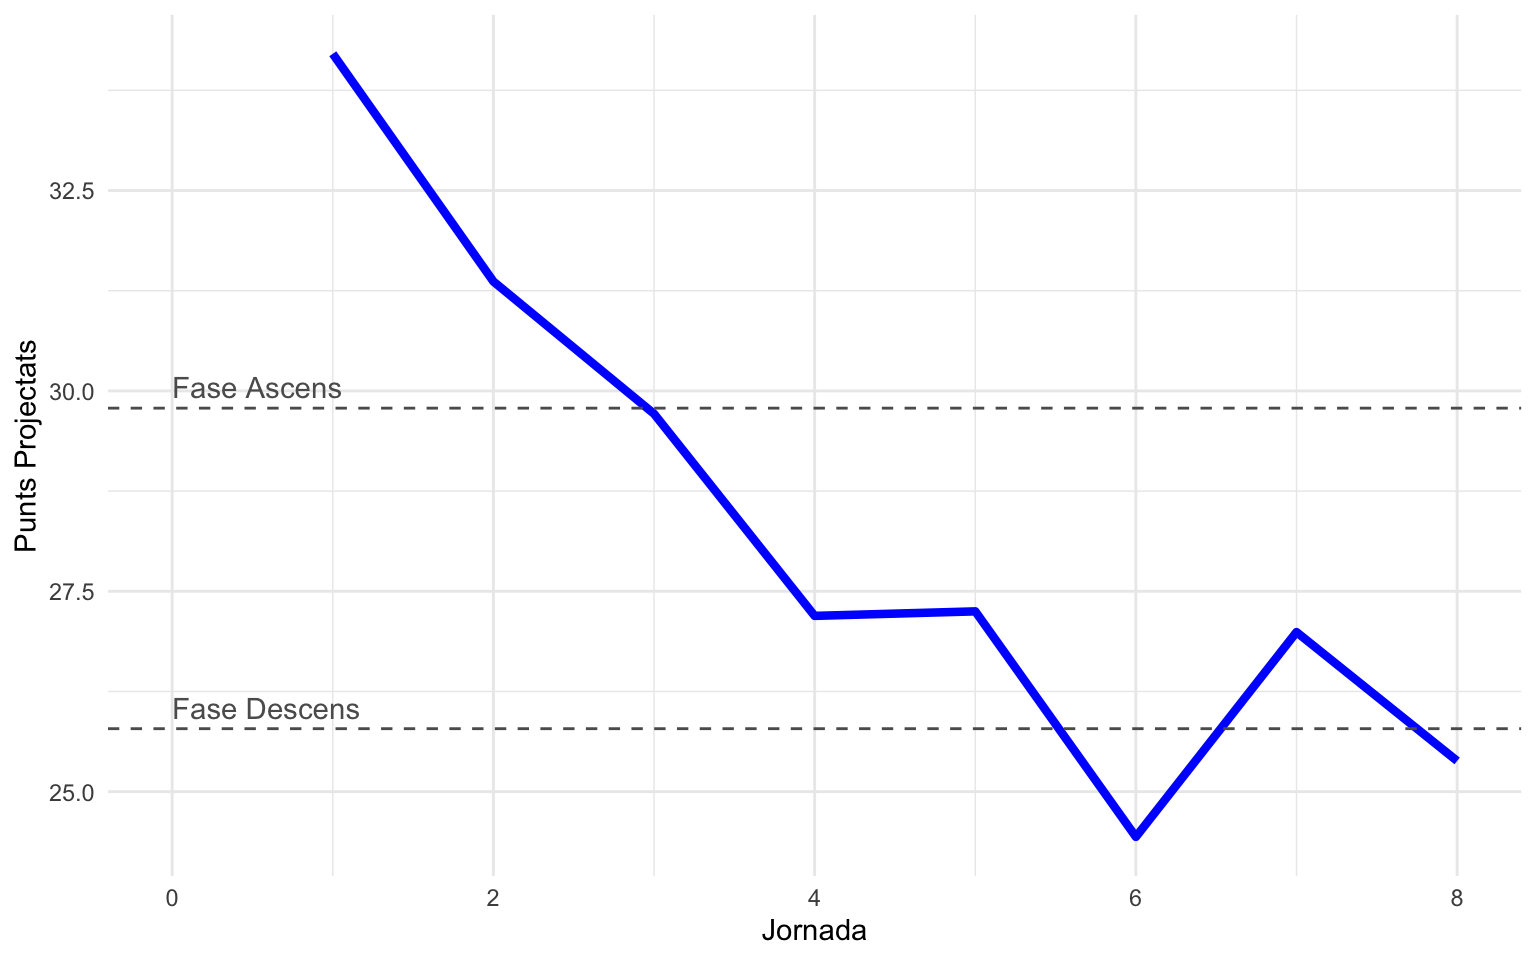 32.5
30.0
27.5
25.0
Punts Projectats
Fase Ascens
Fase Descens
0 2 4 6 8
Jornada